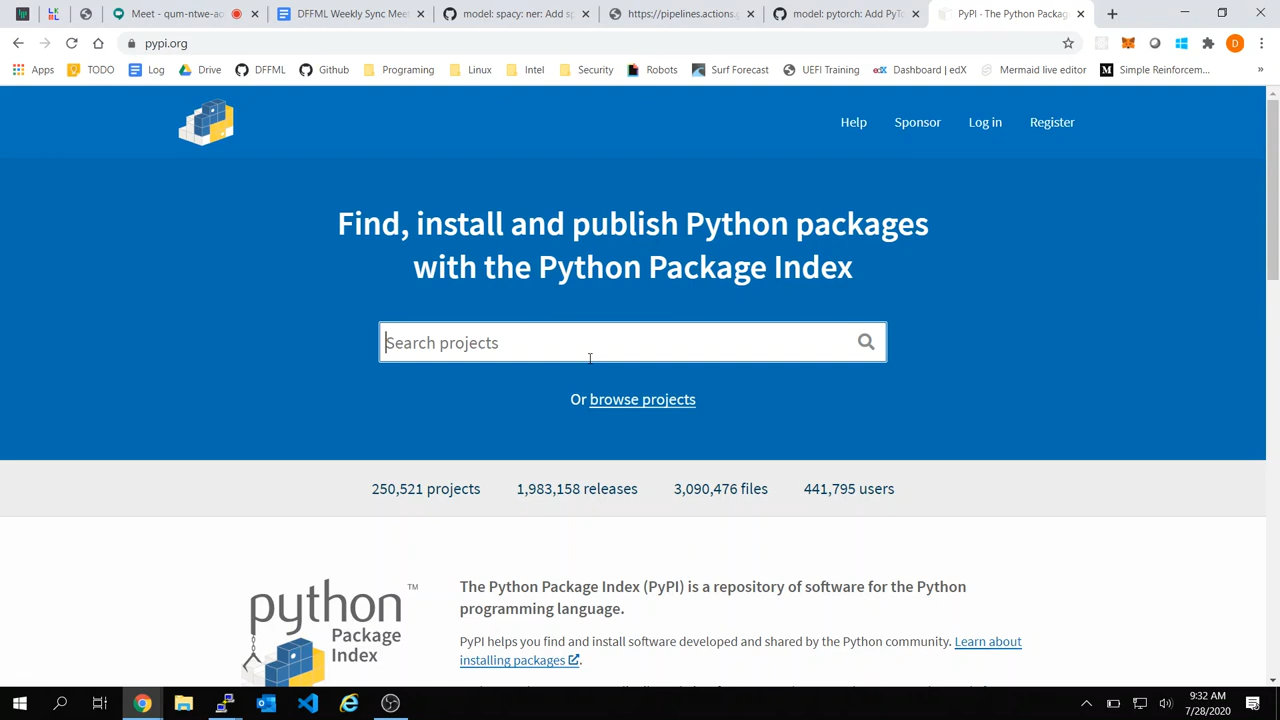 Meet - qum-ntwe-ao
DFFML Weekly Sync Mee
model: spacy: ner: Add sp
https://pipelines.actions.g
model: pytorch: Add PyTo
PyPI - The Python Packag
pypi.org
D
Apps
TODO
Log
Drive
DFFML
Github
Programing
Linux
Intel
Security
Robots
Surf Forecast
UEFI Training
Dashboard | edX
Mermaid live editor
Simple Reinforcem...
»
Help
Sponsor
Log in
Register
Find, install and publish Python packages
with the Python Package Index
Search projects
Or browse projects
250,521 projects
1,983,158 releases
3,090,476 files
441,795 users
python™
Package
Index
The Python Package Index (PyPI) is a repository of software for the Python
programming language.
PyPI helps you find and install software developed and shared by the Python community. Learn about
installing packages.
9:32 AM
7/28/2020